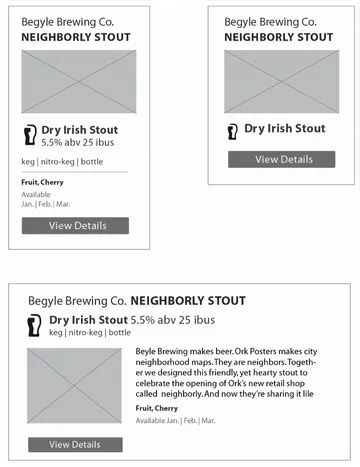 Begyle Brewing Co.
NEIGHBORLY STOUT
Dry Irish Stout
5.5% abv 25 ibus
keg | nitro-keg | bottle
Fruit, Cherry
Available
Jan. | Feb. | Mar.
View Details
Begyle Brewing Co.
NEIGHBORLY STOUT
Dry Irish Stout
View Details
Begyle Brewing Co. NEIGHBORLY STOUT
Dry Irish Stout 5.5% abv 25 ibus
keg | nitro-keg | bottle
Beyle Brewing makes beer. Ork Posters makes city
neighborhood maps. They are neighbors. Togeth-
er we designed this friendly, yet hearty stout to
celebrate the opening of Ork's new retail shop
called neighborly. And now they're sharing it lile
Fruit, Cherry
Available Jan. | Feb. | Mar.
View Details